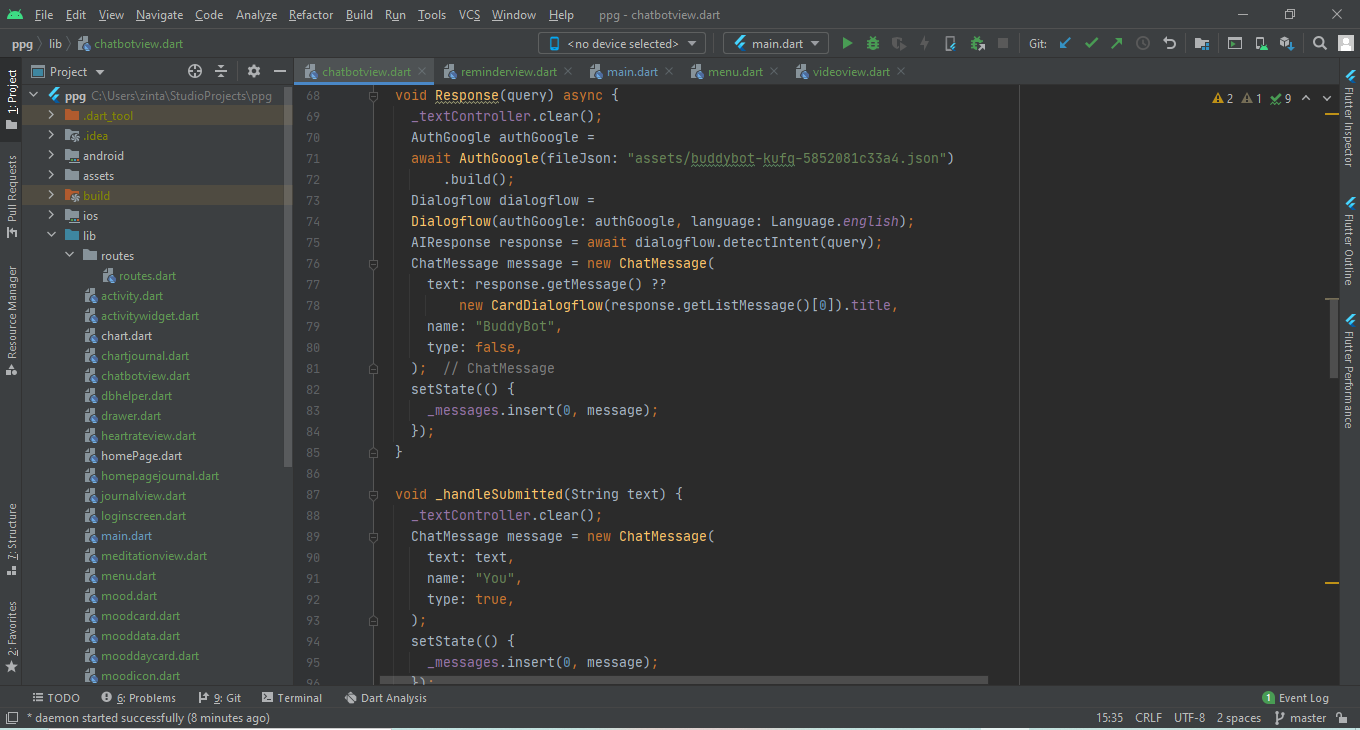 File Edit View Navigate Code Analyze Refactor Build Run Tools VCS Window Help ppg - chatbotview.dart
ppg lib chatbotview.dart <no device selected> main.dart Git:
Project
chatbotview.dart reminderview.dart main.dart menu.dart videoview.dart
1: Project
Pull Requests
Resource Manager
7: Structure
2: Favorites
ppg C:\Users\zinta\StudioProjects\ppg
.dart_tool
.idea
android
assets
build
ios
lib
routes
routes.dart
activity.dart
activitywidget.dart
chart.dart
chartjournal.dart
chatbotview.dart
dbhelper.dart
drawer.dart
heartrateview.dart
homePage.dart
homepagejournal.dart
journalview.dart
loginscreen.dart
main.dart
meditationview.dart
menu.dart
mood.dart
moodcard.dart
mooddata.dart
mooddaycard.dart
moodicon.dart
2 1 9
68 void Response(query) async {
69 _textController.clear();
70 AuthGoogle authGoogle =
71 await AuthGoogle(fileJson: "assets/buddybot-kufq-5852081c33a4.json")
72 .build();
73 Dialogflow dialogflow =
74 Dialogflow(authGoogle: authGoogle, language: Language.english);
75 AIResponse response = await dialogflow.detectIntent(query);
76 ChatMessage message = new ChatMessage(
77 text: response.getMessage() ??
78 new CardDialogflow(response.getListMessage()[0]).title,
79 name: "BuddyBot",
80 type: false,
81 ); // ChatMessage
82 setState(() {
83 _messages.insert(0, message);
84 });
85 }
86
87 void _handleSubmitted(String text) {
88 _textController.clear();
89 ChatMessage message = new ChatMessage(
90 text: text,
91 name: "You",
92 type: true,
93 );
94 setState(() {
95 _messages.insert(0, message);
96 });
Flutter Inspector
Flutter Outline
Flutter Performance
TODO 6: Problems 9: Git Terminal Dart Analysis 1 Event Log
* daemon started successfully (8 minutes ago) 15:35 CRLF UTF-8 2 spaces master